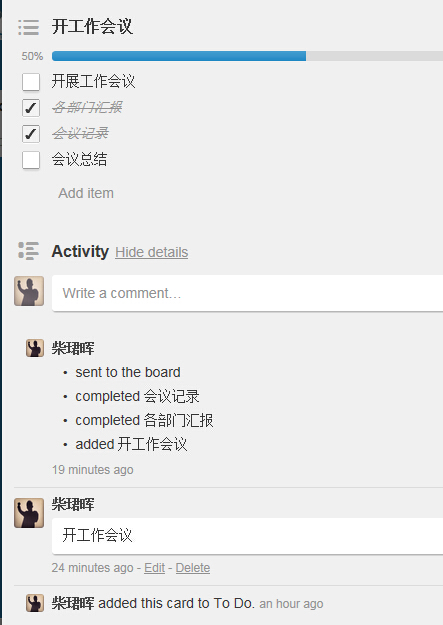 开工作会议
50%
开展工作会议
各部门汇报
会议记录
会议总结
Add item
Activity Hide details
Write a comment…
柴珺晖
• sent to the board
• completed 会议记录
• completed 各部门汇报
• added 开工作会议
19 minutes ago
柴珺晖
开工作会议
24 minutes ago - Edit - Delete
柴珺晖 added this card to To Do. an hour ago